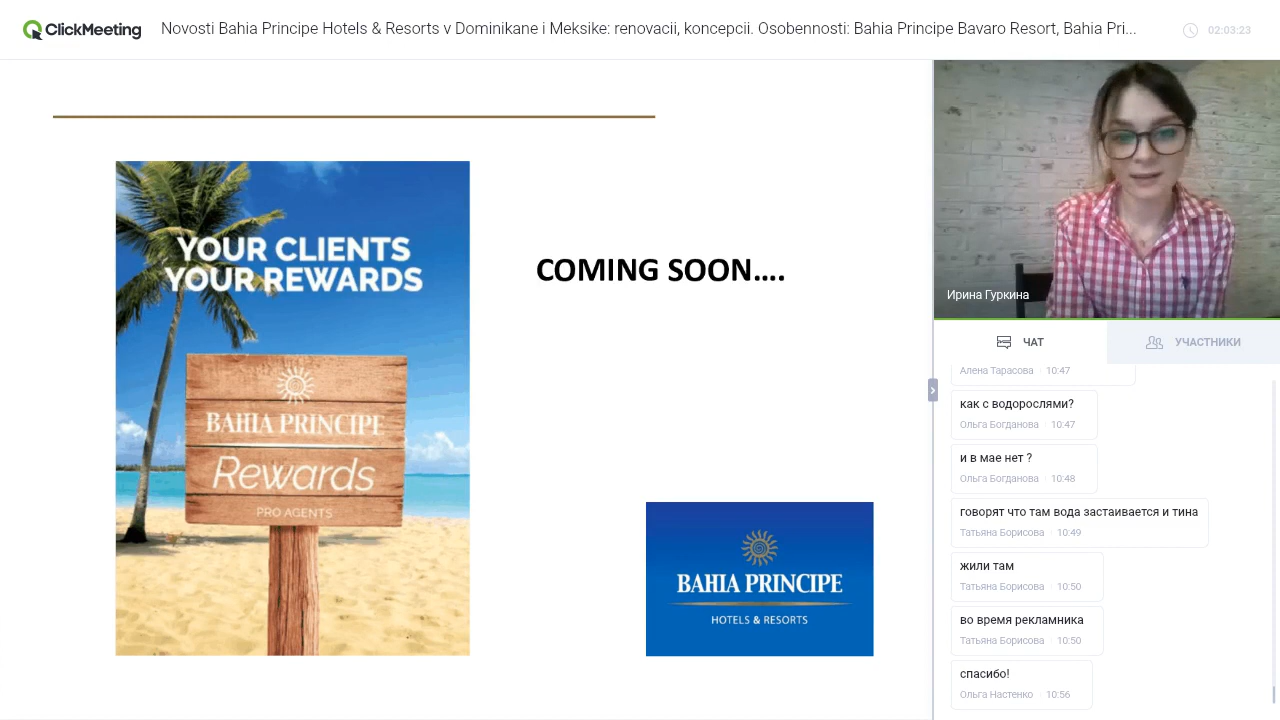 ClickMeeting
Novosti Bahia Principe Hotels & Resorts v Dominikane i Meksike: renovacii, koncepcii. Osobennosti: Bahia Principe Bavaro Resort, Bahia Pri...
02:03:23
YOUR CLIENTS
YOUR REWARDS
BAHIA PRINCIPE
Rewards
PRO AGENTS
COMING SOON....
BAHIA PRINCIPE
HOTELS & RESORTS
Ирина Гуркина
ЧАТ
УЧАСТНИКИ
Алена Тарасова · 10:47
как с водорослями?
Ольга Богданова · 10:47
и в мае нет ?
Ольга Богданова · 10:48
говорят что там вода застаивается и тина
Татьяна Борисова · 10:49
жили там
Татьяна Борисова · 10:50
во время рекламника
Татьяна Борисова · 10:50
спасибо!
Ольга Настенко · 10:56